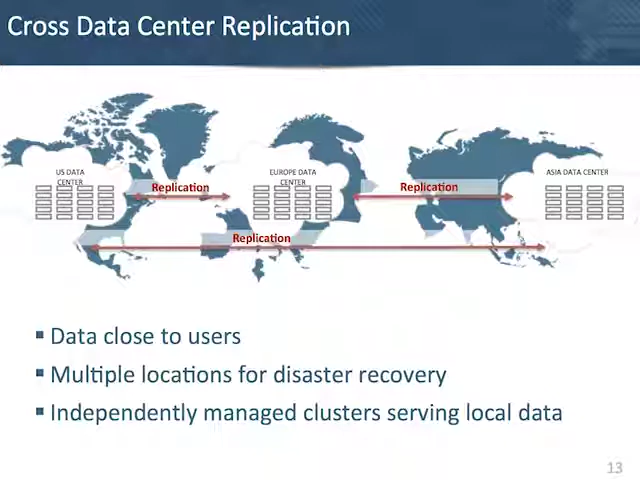 Cross Data Center Replication
US DATA
CENTER
EUROPE DATA
CENTER
ASIA DATA CENTER
Replication
Replication
Replication
▪ Data close to users
▪ Multiple locations for disaster recovery
▪ Independently managed clusters serving local data
13